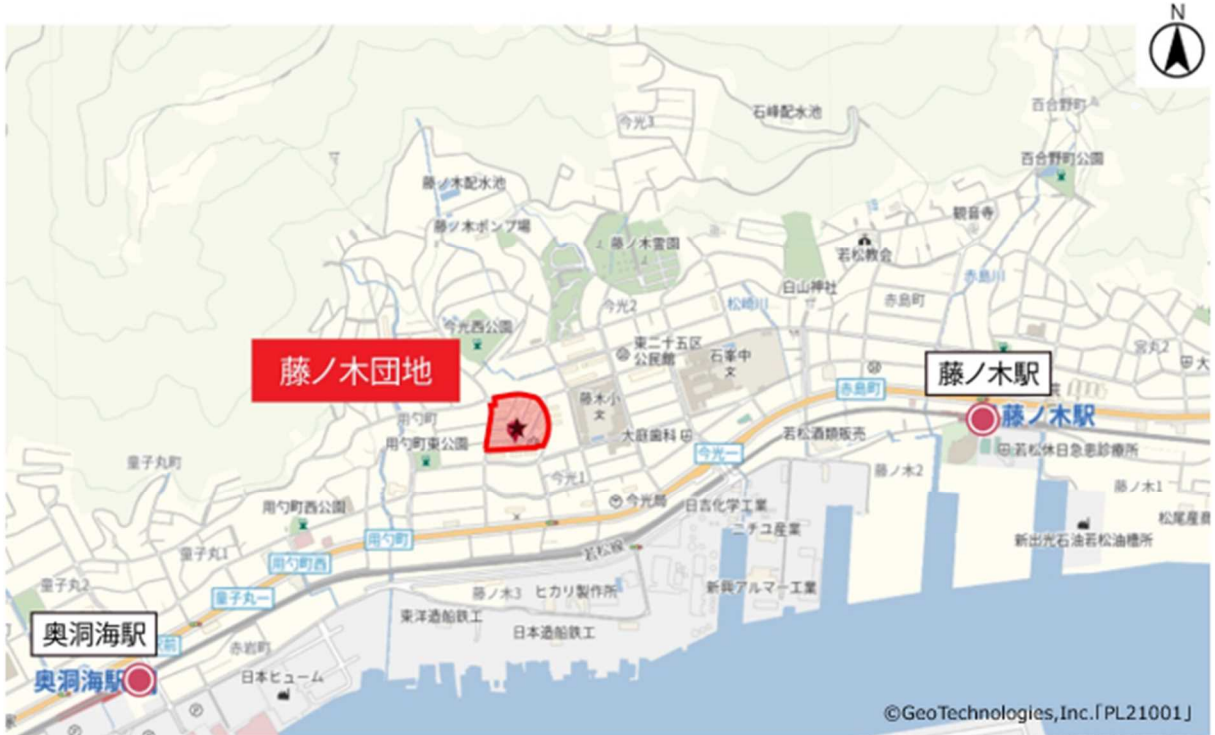 N
百合野町
石峰配水池
今光3
百合野町公園
藤ノ木配水池
観音寺
藤ノ木ポンプ場
藤ノ木霊園
若松教会
赤島川
白山神社
今光2
松崎川
赤島町
今光西公園
東二十五区
公民館
石峯中
文
宮丸2
大
藤ノ木団地
藤ノ木駅
院
藤木小
文
赤島町
藤ノ木駅
用勺町
用勺町東公園
大庭歯科
若松酒類販売
若松休日急患診療所
今光一
童子丸町
今光1
藤ノ木2
藤ノ木1
用勺町西公園
今光局
日吉化学工業
松尾産商
ニチユ産業
用勺町
新出光石油若松油槽所
童子丸1
若松線
用勺町西
童子丸2
新興アルマー工業
藤ノ木3
ヒカリ製作所
童子丸一
東洋造船鉄工
日本造船鉄工
奥洞海駅
駅前
赤岩町
奥洞海駅
日本ヒューム
©GeoTechnologies,Inc.「PL21001」